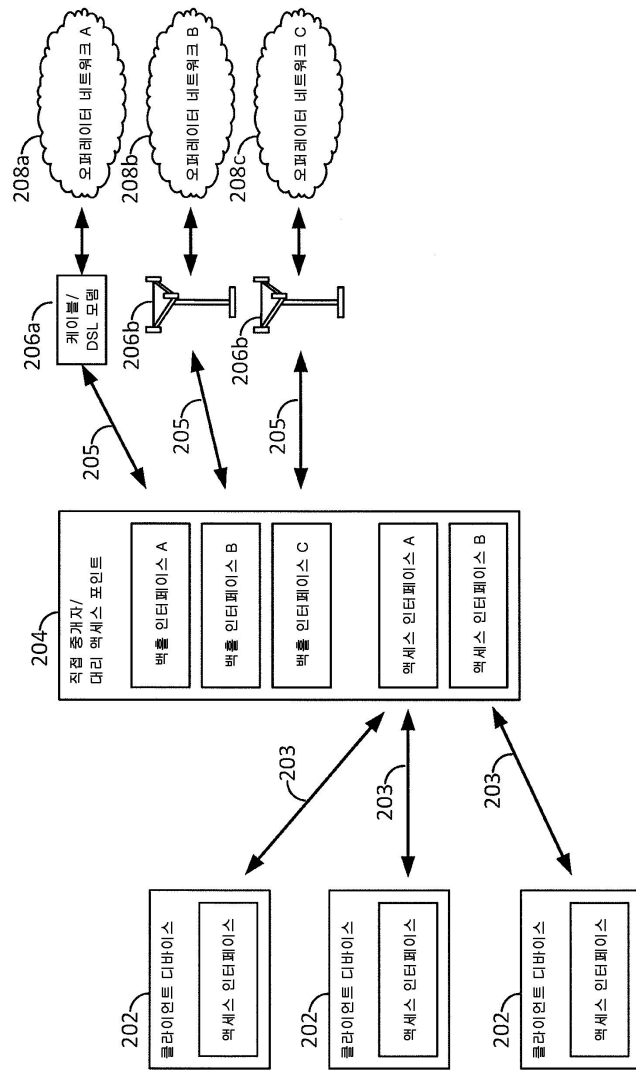 202
클라이언트 디바이스
액세스 인터페이스
202
클라이언트 디바이스
액세스 인터페이스
202
클라이언트 디바이스
액세스 인터페이스
203
203
203
204
직접 중개자/
대리 액세스 포인트
백홀 인터페이스 A
백홀 인터페이스 B
백홀 인터페이스 C
액세스 인터페이스 A
액세스 인터페이스 B
205
205
205
206a
케이블/
DSL 모뎀
206b
206b
208a
오퍼레이터 네트워크 A
208b
오퍼레이터 네트워크 B
208c
오퍼레이터 네트워크 C